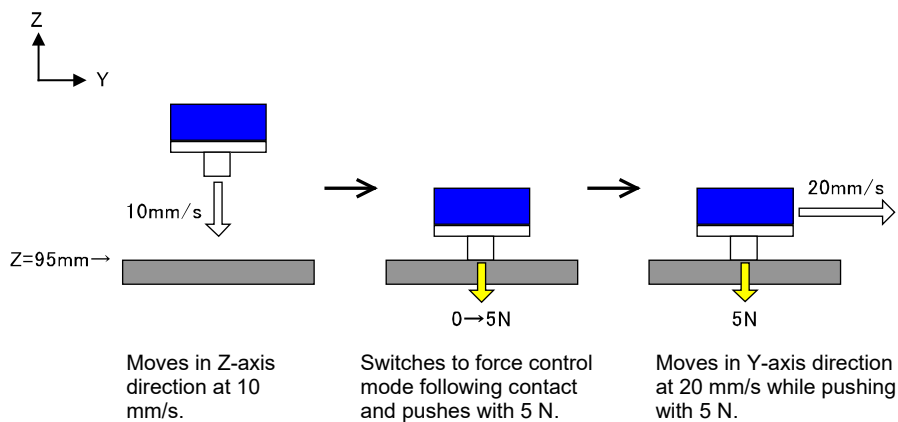 Z
Y
10mm/s
20mm/s
Z=95mm→
0→5N
5N
Moves in Z-axis
direction at 10
mm/s.
Switches to force control
mode following contact
and pushes with 5 N.
Moves in Y-axis direction
at 20 mm/s while pushing
with 5 N.